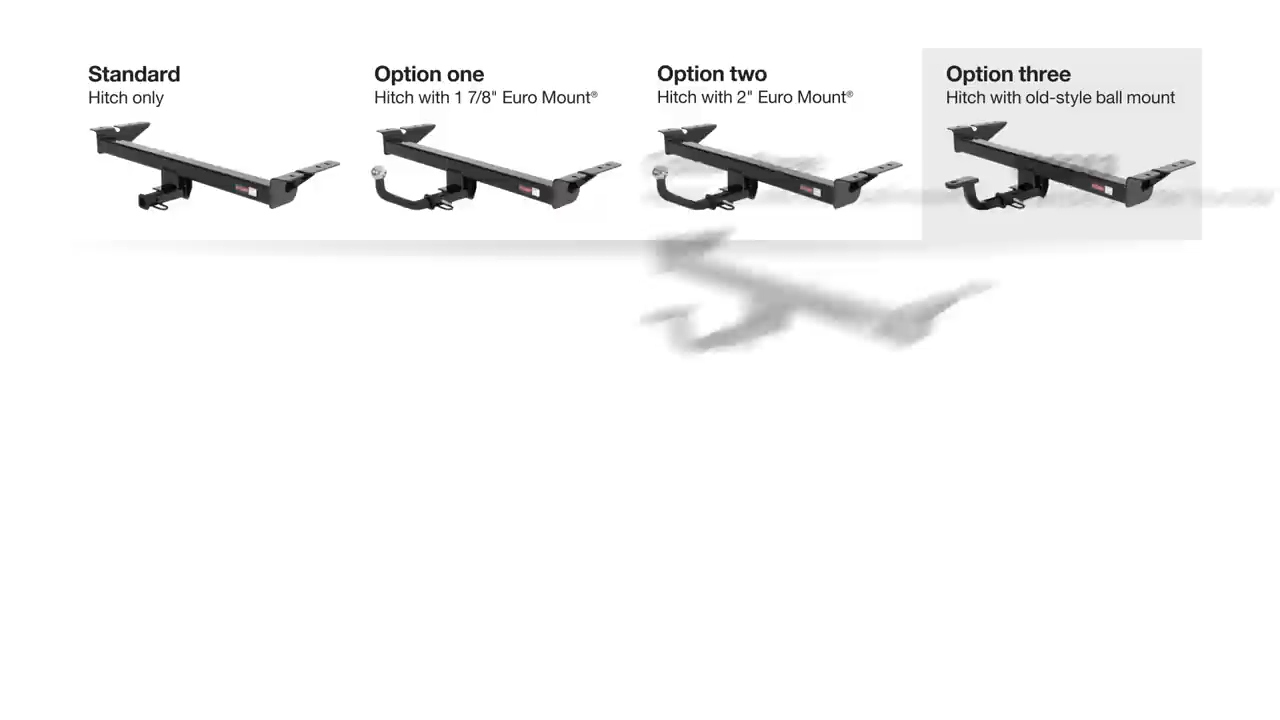 Standard
Hitch only
Option one
Hitch with 1 7/8" Euro Mount®
Option two
Hitch with 2" Euro Mount®
Option three
Hitch with old-style ball mount